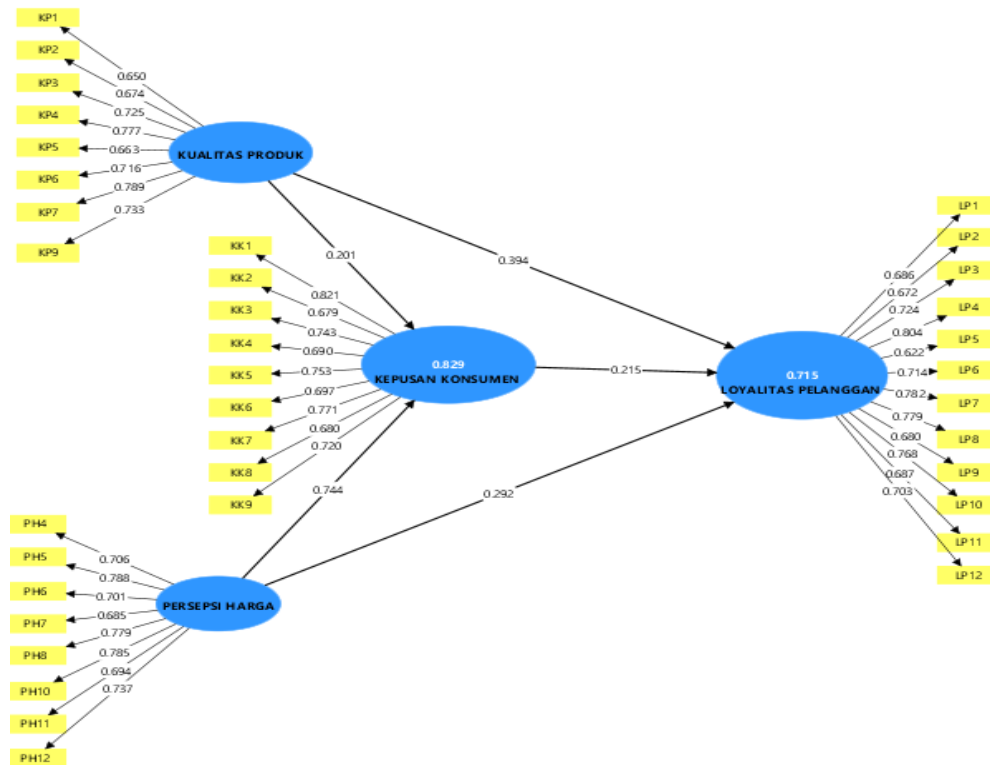 KP1
KP2
KP3
KP4
KP5
KP6
KP7
KP9
0.650
0.674
0.725
0.777
0.663
0.716
0.789
0.733
KUALITAS PRODUK
0.201
0.394
KK1
KK2
KK3
KK4
KK5
KK6
KK7
KK8
KK9
0.821
0.679
0.743
0.690
0.753
0.697
0.771
0.680
0.720
0.829
KEPUSAN KONSUMEN
0.215
0.744
0.292
PH4
PH5
PH6
PH7
PH8
PH10
PH11
PH12
0.706
0.788
0.701
0.685
0.779
0.785
0.694
0.737
PERSEPSI HARGA
0.715
LOYALITAS PELANGGAN
0.686
0.672
0.724
0.804
0.622
0.714
0.782
0.779
0.680
0.768
0.687
0.703
LP1
LP2
LP3
LP4
LP5
LP6
LP7
LP8
LP9
LP10
LP11
LP12